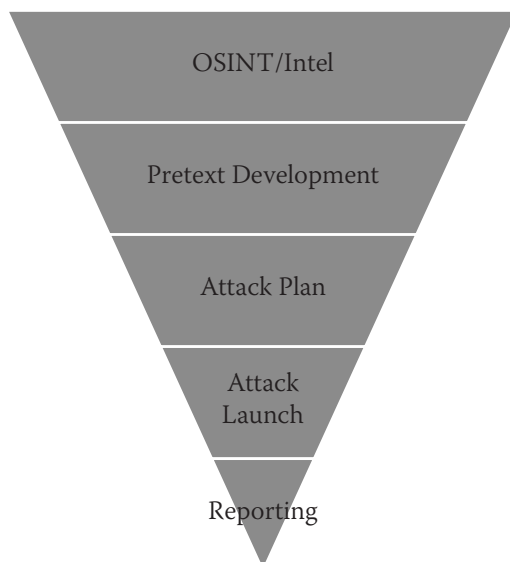 OSINT/Intel
Pretext Development
Attack Plan
Attack
Launch
Reporting